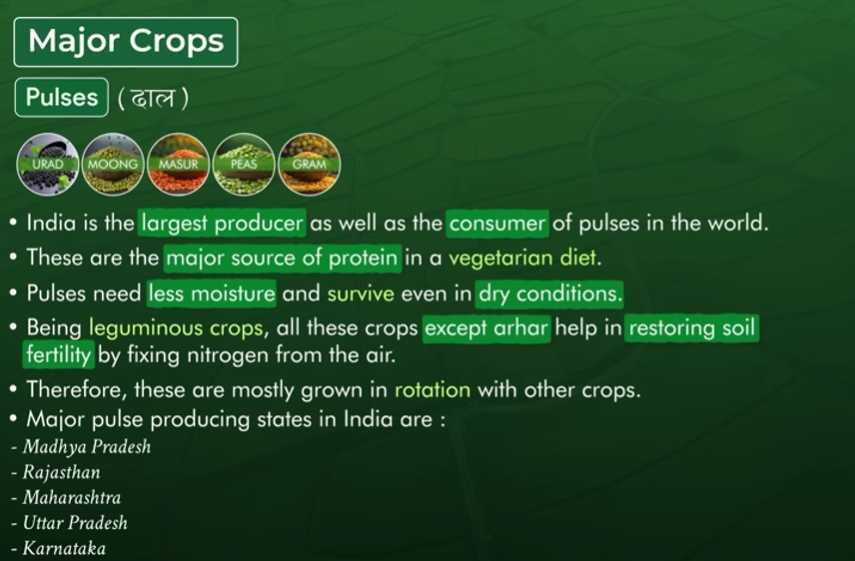 Major Crops
Pulses ( ढाल )
URAD MOONG MASUR PEAS GRAM
• India is the largest producer as well as the consumer of pulses in the world.
• These are the major source of protein in a vegetarian diet.
• Pulses need less moisture and survive even in dry conditions.
• Being leguminous crops, all these crops except arhar help in restoring soil
fertility by fixing nitrogen from the air.
• Therefore, these are mostly grown in rotation with other crops.
• Major pulse producing states in India are :
- Madhya Pradesh
- Rajasthan
- Maharashtra
- Uttar Pradesh
- Karnataka